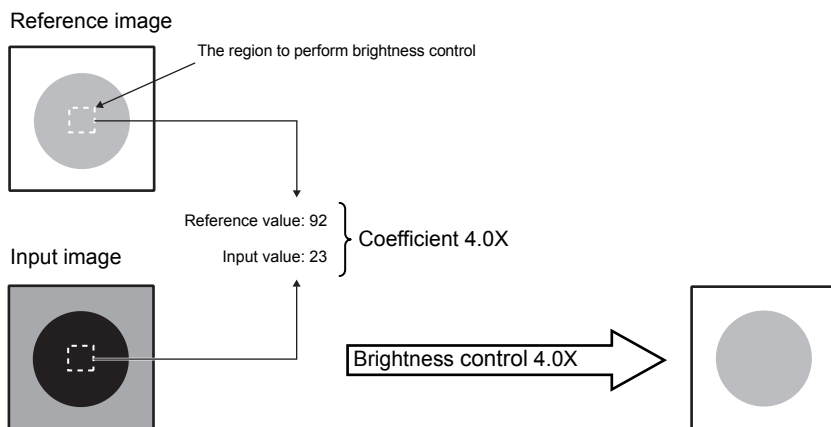 Reference image
The region to perform brightness control
Reference value: 92
Input value: 23
Coefficient 4.0X
Input image
Brightness control 4.0X